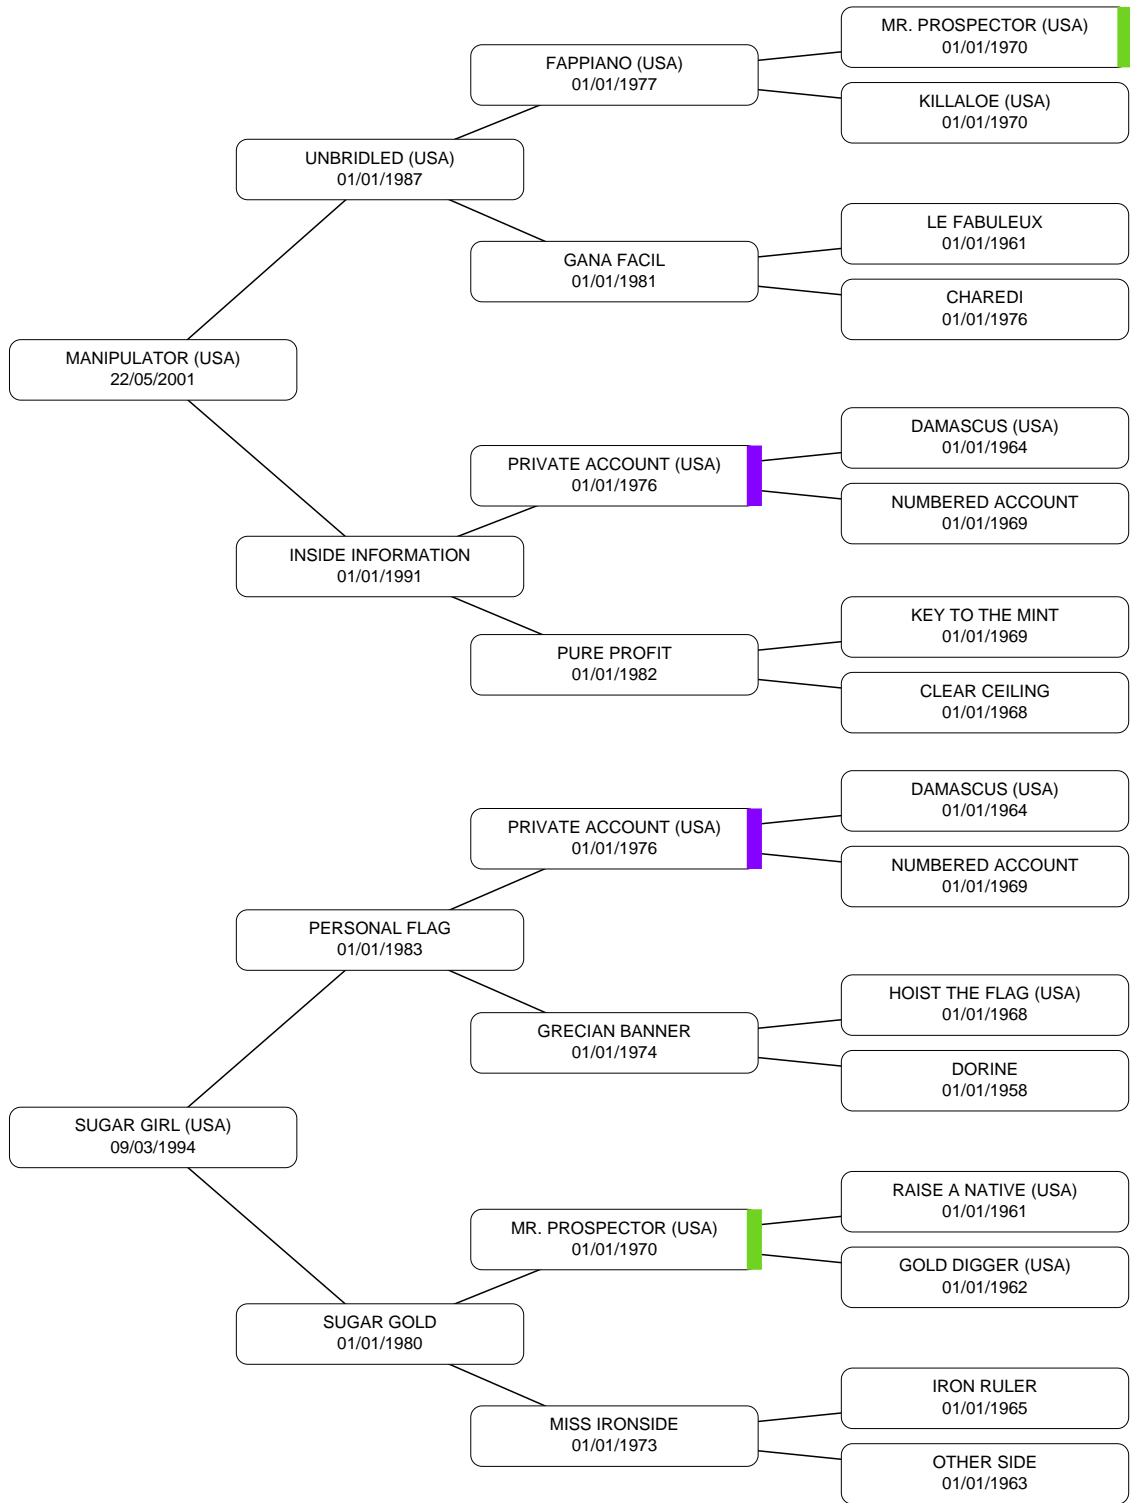 MR. PROSPECTOR (USA)
01/01/1970
FAPPIANO (USA)
01/01/1977
KILLALOE (USA)
01/01/1970
UNBRIDLED (USA)
01/01/1987
LE FABULEUX
01/01/1961
GANA FACIL
01/01/1981
CHAREDI
01/01/1976
MANIPULATOR (USA)
22/05/2001
DAMASCUS (USA)
01/01/1964
PRIVATE ACCOUNT (USA)
01/01/1976
NUMBERED ACCOUNT
01/01/1969
INSIDE INFORMATION
01/01/1991
KEY TO THE MINT
01/01/1969
PURE PROFIT
01/01/1982
CLEAR CEILING
01/01/1968
DAMASCUS (USA)
01/01/1964
PRIVATE ACCOUNT (USA)
01/01/1976
NUMBERED ACCOUNT
01/01/1969
PERSONAL FLAG
01/01/1983
HOIST THE FLAG (USA)
01/01/1968
GRECIAN BANNER
01/01/1974
DORINE
01/01/1958
SUGAR GIRL (USA)
09/03/1994
RAISE A NATIVE (USA)
01/01/1961
MR. PROSPECTOR (USA)
01/01/1970
GOLD DIGGER (USA)
01/01/1962
SUGAR GOLD
01/01/1980
IRON RULER
01/01/1965
MISS IRONSIDE
01/01/1973
OTHER SIDE
01/01/1963